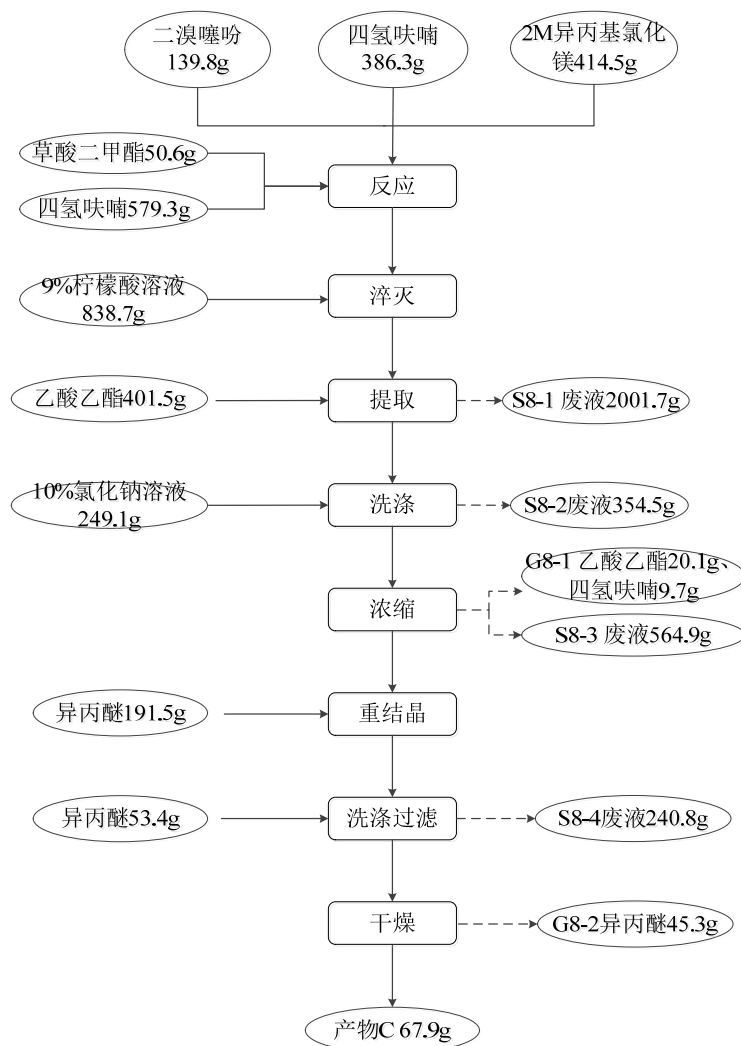 二溴噻吩
139.8g
四氢呋喃
386.3g
2M异丙基氯化
镁414.5g
草酸二甲酯50.6g
四氢呋喃579.3g
反应
9%柠檬酸溶液
838.7g
淬灭
乙酸乙酯401.5g
提取
S8-1 废液2001.7g
10%氯化钠溶液
249.1g
洗涤
S8-2废液354.5g
G8-1 乙酸乙酯20.1g、
四氢呋喃9.7g
浓缩
S8-3 废液564.9g
异丙醚191.5g
重结晶
异丙醚53.4g
洗涤过滤
S8-4废液240.8g
干燥
G8-2异丙醚45.3g
产物C 67.9g